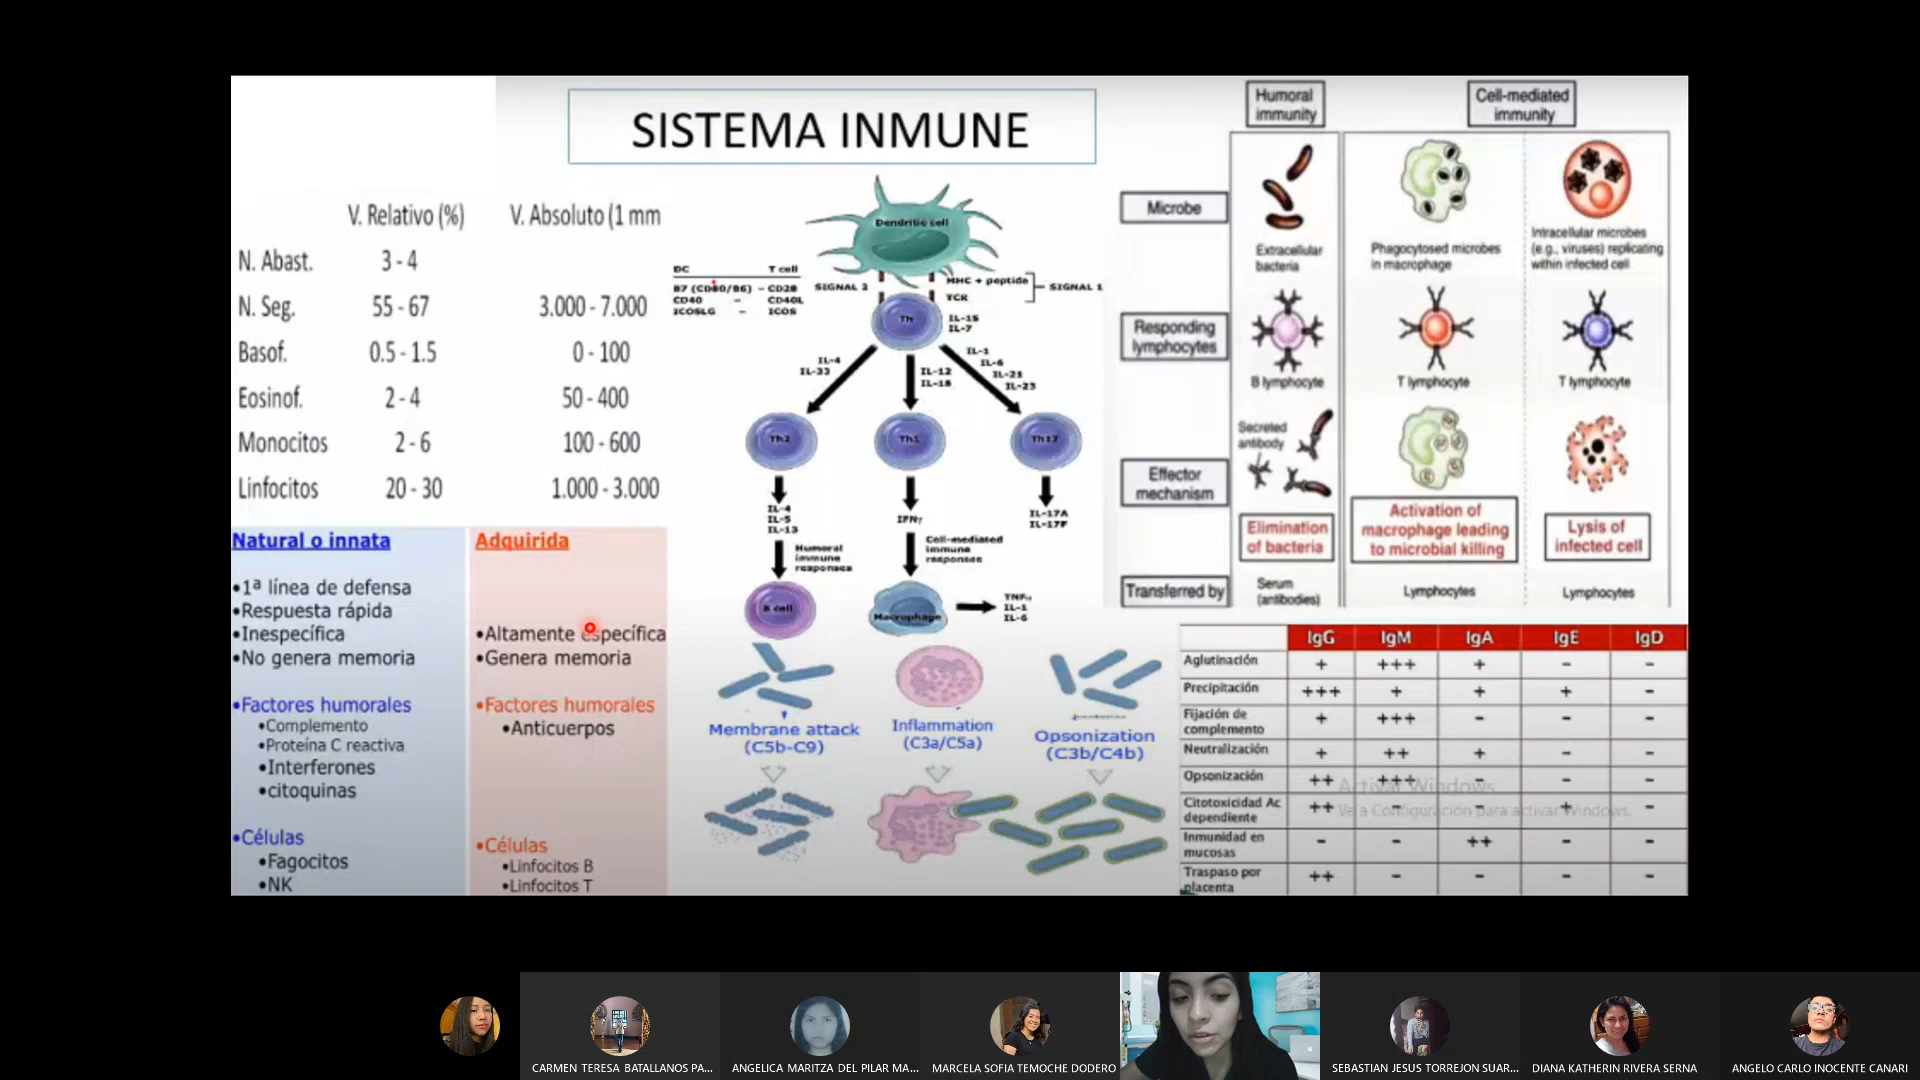 SISTEMA INMUNE
V. Relativo (%) V. Absoluto (1 mm
N. Abast. 3 - 4
N. Seg. 55 - 67 3.000 - 7.000
Basof. 0.5 - 1.5 0 - 100
Eosinof. 2 - 4 50 - 400
Monocitos 2 - 6 100 - 600
Linfocitos 20 - 30 1.000 - 3.000
Natural o innata
•1ª línea de defensa
•Respuesta rápida
•Inespecífica
•No genera memoria
•Factores humorales
•Complemento
•Proteína C reactiva
•Interferones
•citoquinas
•Células
•Fagocitos
•NK
Adquirida
•Altamente específica
•Genera memoria
•Factores humorales
•Anticuerpos
•Células
•Linfocitos B
•Linfocitos T
Dendritic cell
DC T cell
B7 (CD80/86) – CD28
CD40 – CD40L
ICOSLG – ICOS
SIGNAL 2
MHC + peptide
TCR
SIGNAL 1
Th
IL-15
IL-7
IL-4
IL-33
IL-12
IL-18
IL-1
IL-6
IL-21
IL-23
Th2
Th1
Th17
IL-4
IL-5
IL-13
IFNγ
IL-17A
IL-17F
Humoral
immune
responses
Cell-mediated
immune
responses
B cell
Macrophage
TNFα
IL-1
IL-6
Membrane attack
(C5b-C9)
Inflammation
(C3a/C5a)
Opsonization
(C3b/C4b)
Humoral
immunity
Cell-mediated
immunity
Microbe
Extracellular
bacteria
Phagocytosed microbes
in macrophage
Intracellular microbes
(e.g., viruses) replicating
within infected cell
Responding
lymphocytes
B lymphocyte
T lymphocyte
T lymphocyte
Effector
mechanism
Secreted
antibody
Elimination
of bacteria
Activation of
macrophage leading
to microbial killing
Lysis of
infected cell
Transferred by
Serum
(antibodies)
Lymphocytes
Lymphocytes
IgG IgM IgA IgE IgD
Aglutinación + +++ + - -
Precipitación +++ + + + -
Fijación de
complemento + +++ - - -
Neutralización + ++ + - -
Opsonización ++ +++ - - -
Citotoxicidad Ac
dependiente ++ - - + -
Inmunidad en
mucosas - - ++ - -
Traspaso por
placenta ++ - - - -
Activar Windows
Ve a Configuración para activar Windows.
CARMEN TERESA BATALLANOS PA...
ANGELICA MARITZA DEL PILAR MA...
MARCELA SOFIA TEMOCHE DODERO
SEBASTIAN JESUS TORREJON SUAR...
DIANA KATHERIN RIVERA SERNA
ANGELO CARLO INOCENTE CANARI